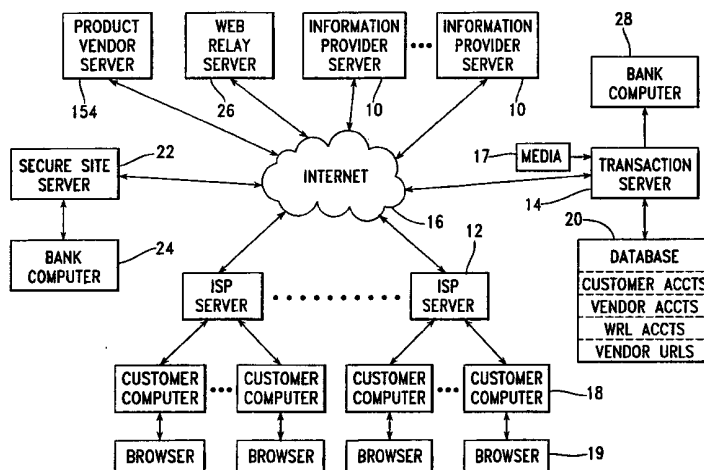 PRODUCT
VENDOR
SERVER
154
WEB
RELAY
SERVER
26
INFORMATION
PROVIDER
SERVER
10
INFORMATION
PROVIDER
SERVER
10
28
BANK
COMPUTER
22
SECURE SITE
SERVER
INTERNET
16
17
MEDIA
TRANSACTION
SERVER
14
24
BANK
COMPUTER
20
DATABASE
CUSTOMER ACCTS
VENDOR ACCTS
WRL ACCTS
VENDOR URLS
12
ISP
SERVER
ISP
SERVER
CUSTOMER
COMPUTER
CUSTOMER
COMPUTER
CUSTOMER
COMPUTER
CUSTOMER
COMPUTER
18
BROWSER
BROWSER
BROWSER
BROWSER
19